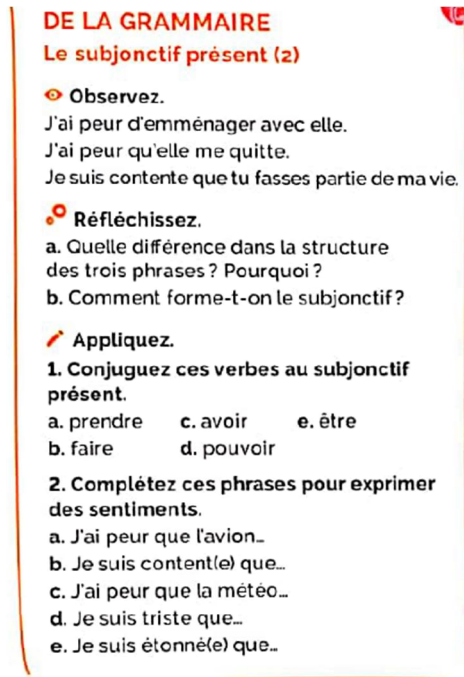 DE LA GRAMMAIRE
Le subjonctif présent (2)
Observez.
J'ai peur d'emménager avec elle.
J'ai peur qu'elle me quitte.
Je suis contente que tu fasses partie de ma vie.
Réfléchissez.
a. Quelle différence dans la structure
des trois phrases ? Pourquoi ?
b. Comment forme-t-on le subjonctif ?
Appliquez.
1. Conjuguez ces verbes au subjonctif
présent.
a. prendre c. avoir e. être
b. faire d. pouvoir
2. Complétez ces phrases pour exprimer
des sentiments.
a. J'ai peur que l'avion...
b. Je suis content(e) que...
c. J'ai peur que la météo...
d. Je suis triste que...
e. Je suis étonné(e) que...